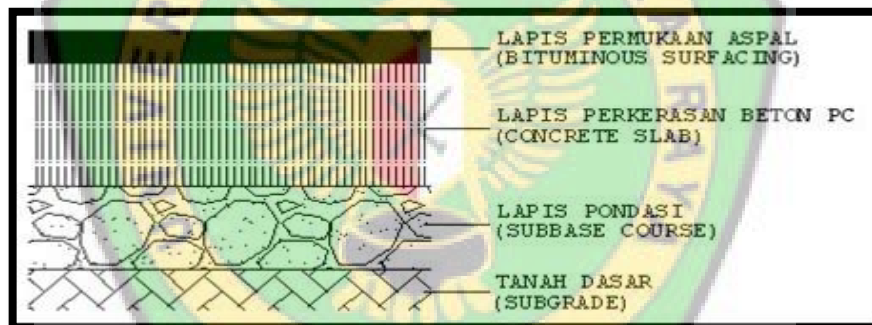 LAPIS PERMUKAAN ASPAL
(BITUMINOUS SURFACING)
LAPIS PERKERASAN BETON PC
(CONCRETE SLAB)
LAPIS PONDASI
(SUBBASE COURSE)
TANAH DASAR
(SUBGRADE)